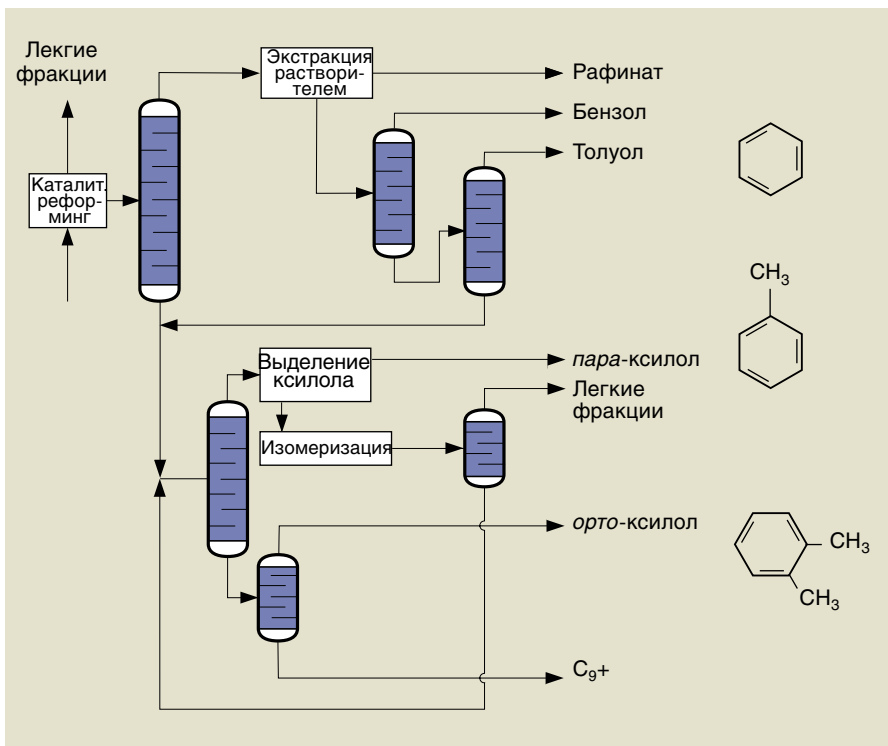 Лекгие
фракции
Экстракция
раствори-
телем
Рафинат
Бензол
Толуол
Каталит.
рефор-
минг
CH₃
Выделение
ксилола
пара-ксилол
Легкие
фракции
Изомеризация
орто-ксилол
CH₃
CH₃
C₉+